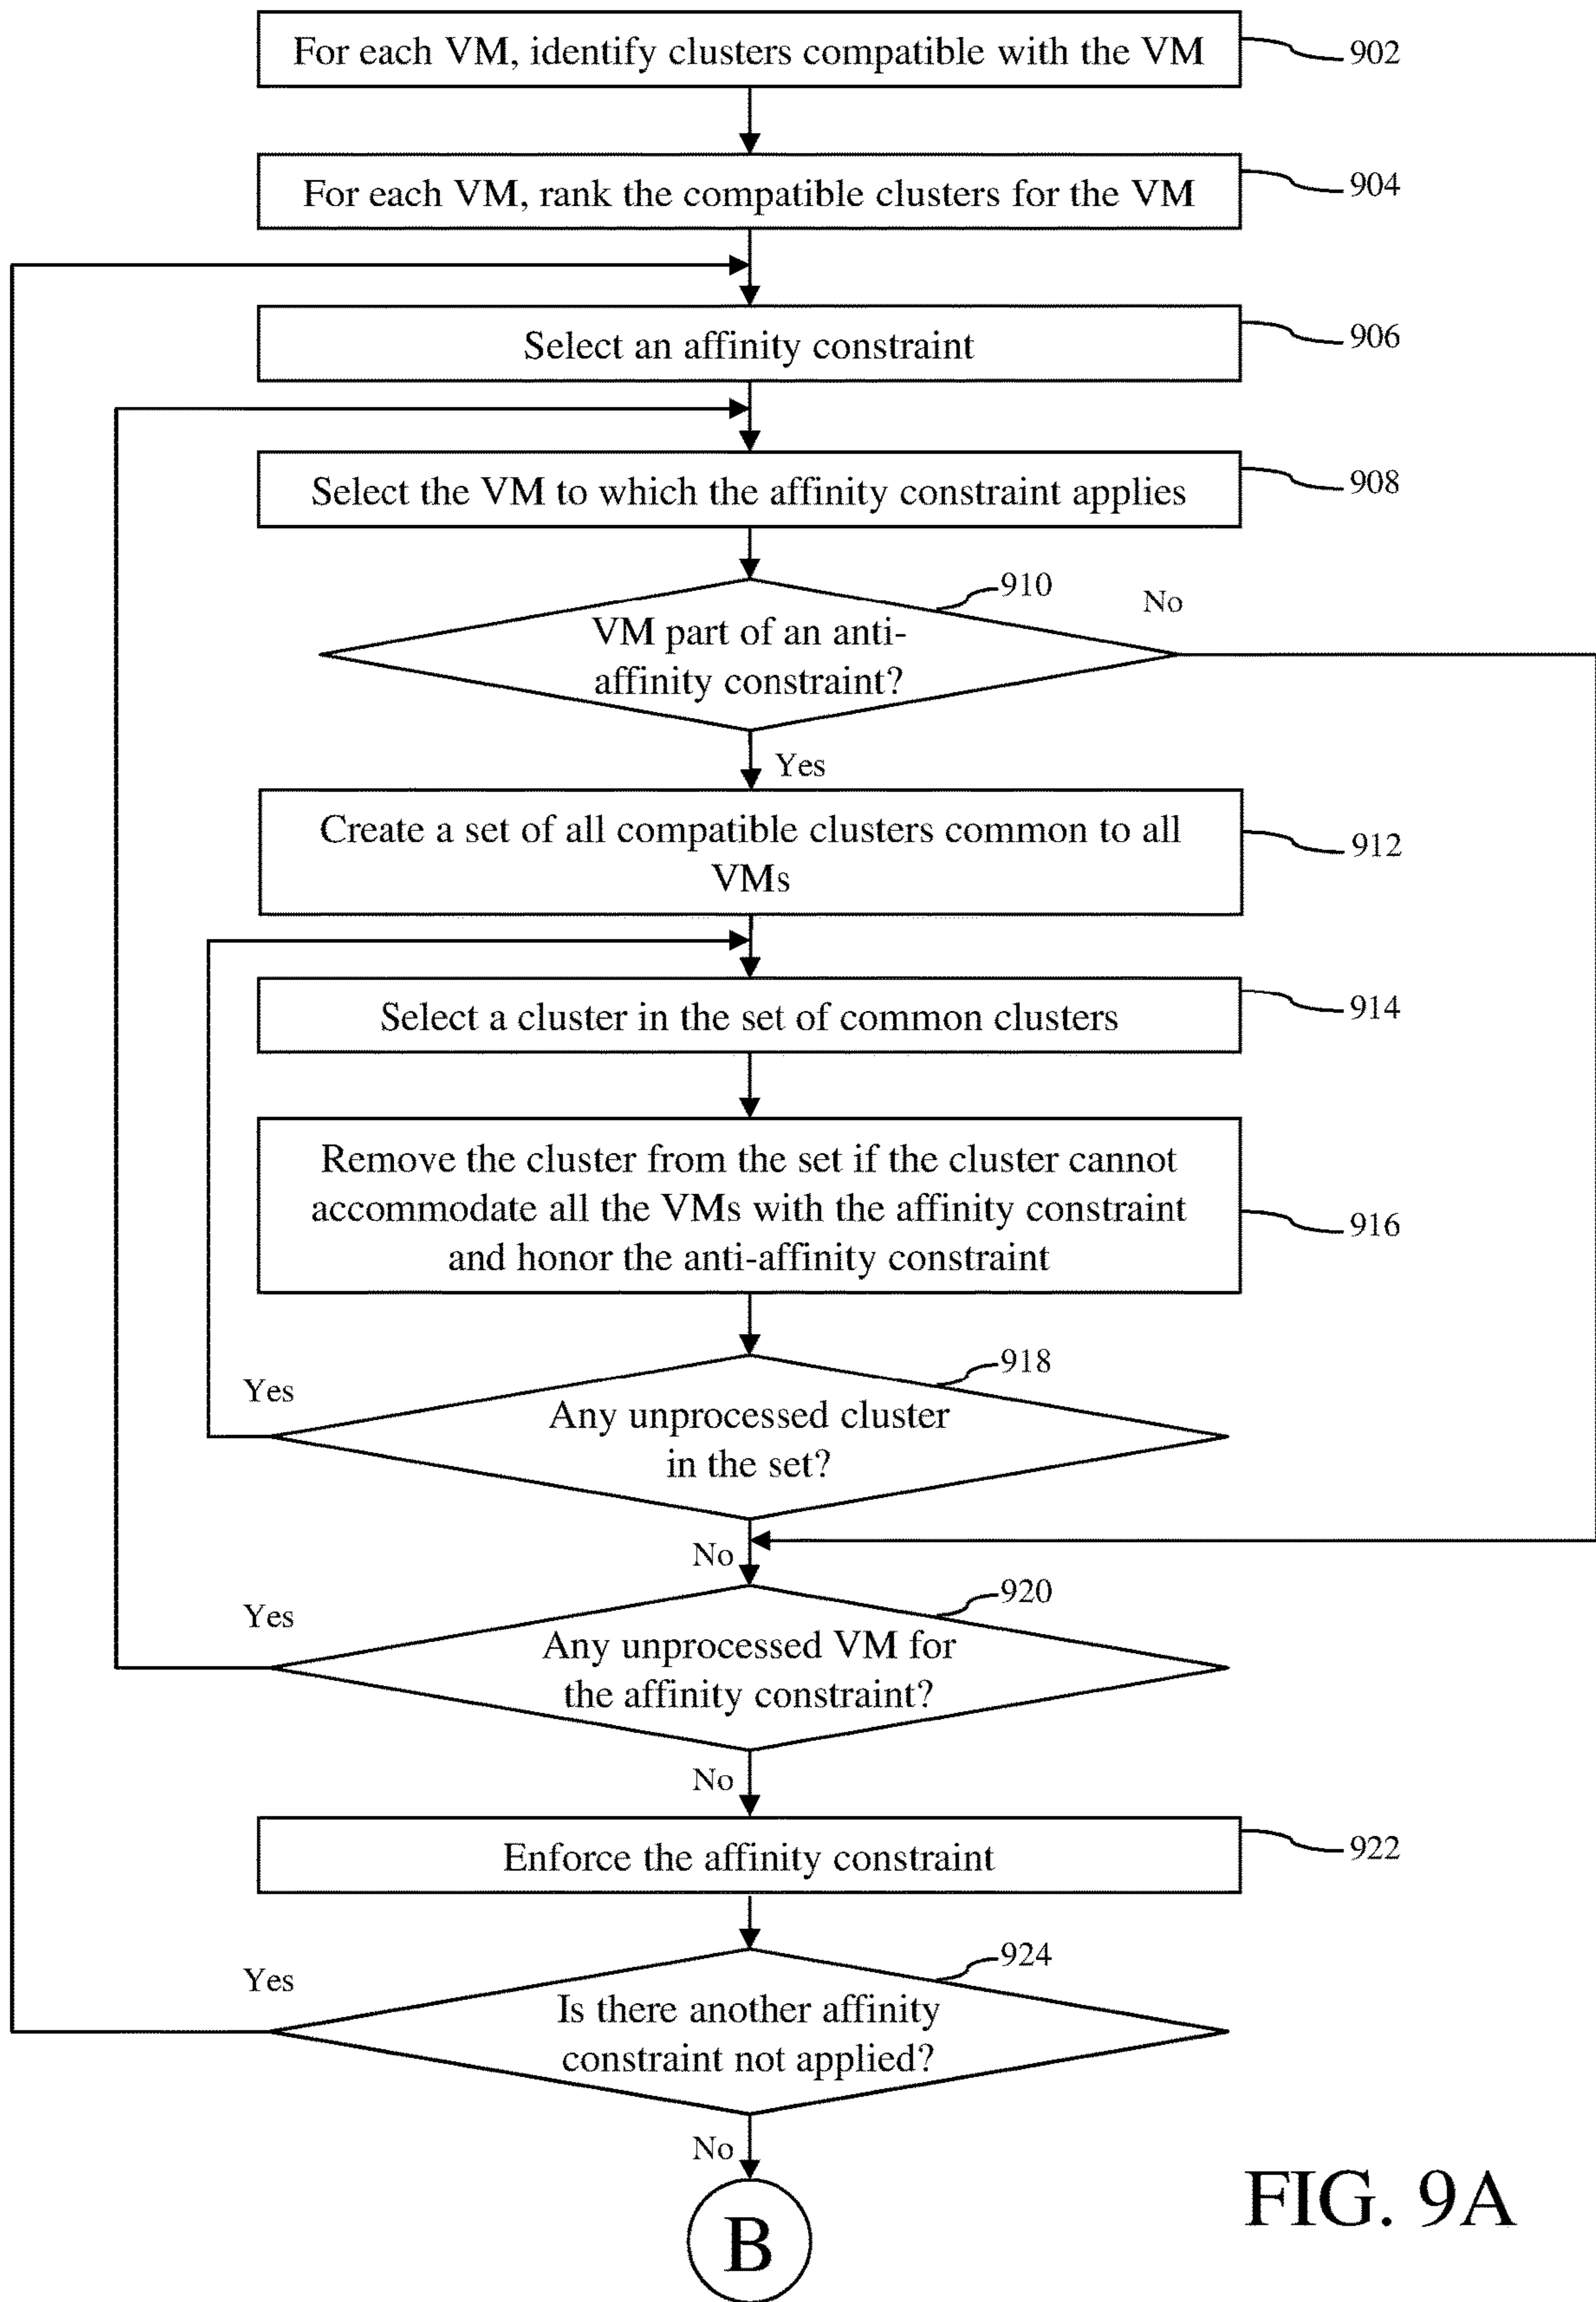 For each VM, identify clusters compatible with the VM
902
For each VM, rank the compatible clusters for the VM
904
Select an affinity constraint
906
Select the VM to which the affinity constraint applies
908
910
No
VM part of an anti-
affinity constraint?
Yes
Create a set of all compatible clusters common to all
VMs
912
Select a cluster in the set of common clusters
914
Remove the cluster from the set if the cluster cannot
accommodate all the VMs with the affinity constraint
and honor the anti-affinity constraint
916
918
Yes
Any unprocessed cluster
in the set?
No
920
Yes
Any unprocessed VM for
the affinity constraint?
No
Enforce the affinity constraint
922
924
Yes
Is there another affinity
constraint not applied?
No
B
FIG. 9A